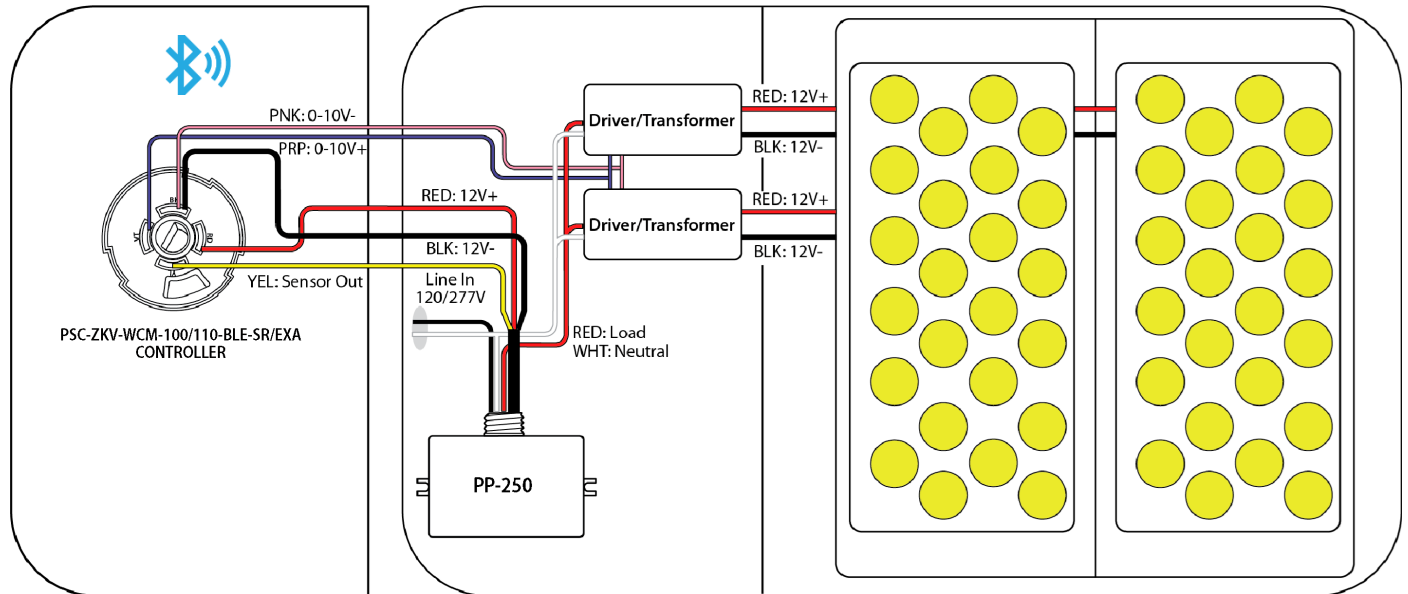 PNK: 0-10V-
PRP: 0-10V+
RED: 12V+
BLK: 12V-
YEL: Sensor Out
Line In
120/277V
PSC-ZKV-WCM-100/110-BLE-SR/EXA
CONTROLLER
RED: Load
WHT: Neutral
PP-250
Driver/Transformer
RED: 12V+
BLK: 12V-
Driver/Transformer
RED: 12V+
BLK: 12V-